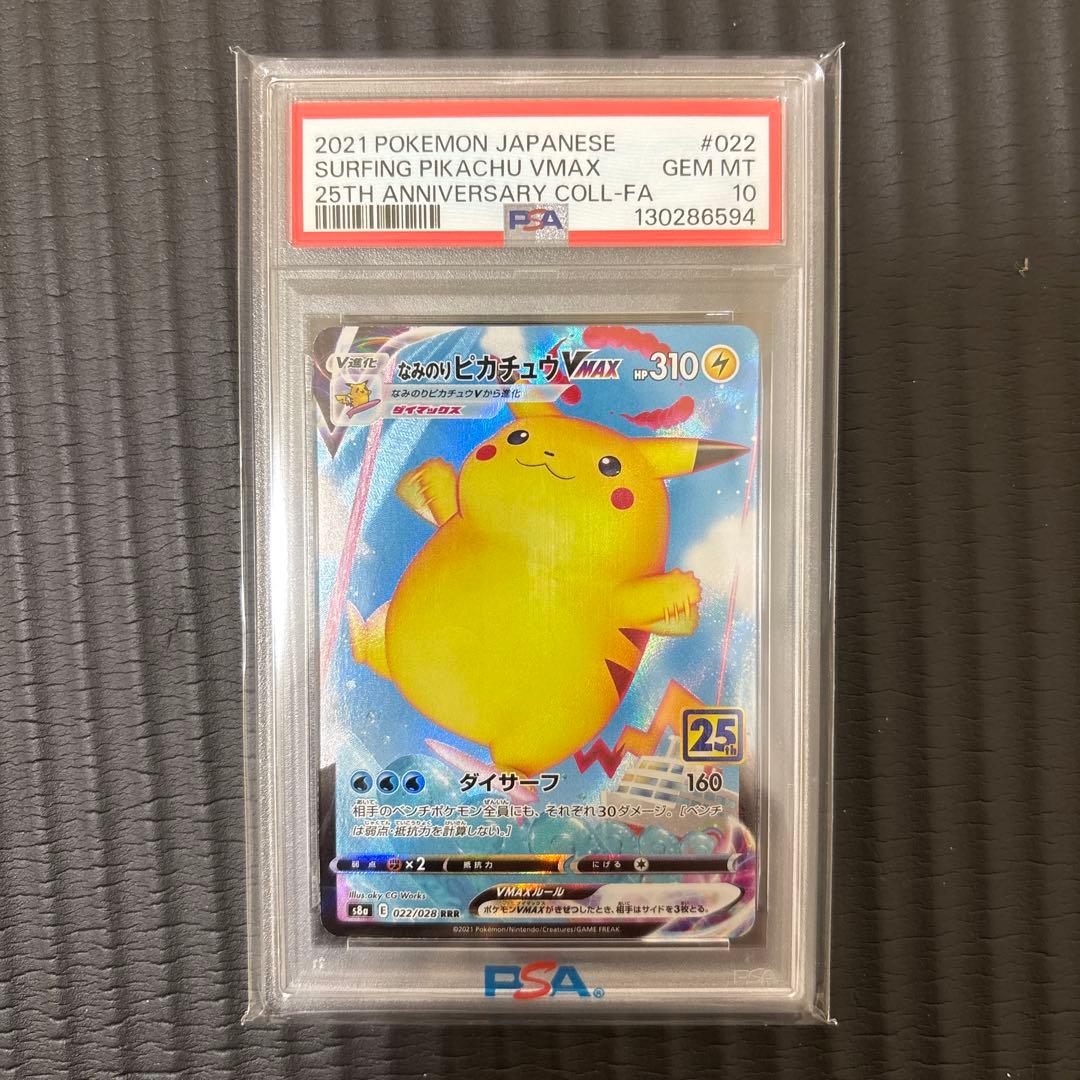 2021 POKEMON JAPANESE #022
SURFING PIKACHU VMAX GEM MT
25TH ANNIVERSARY COLL-FA 10
PSA 130286594
V進化
なみのりピカチュウVMAX HP310
なみのりピカチュウVから進化
ダイマックス
25th
ダイサーフ 160
相手のベンチポケモン全員にも、それぞれ30ダメージ。[ベンチ
は弱点・抵抗力を計算しない。]
弱点 ×2 抵抗力 にげる
Illus.aky CG Works
VMAXルール
s8a E 022/028 RRR
ポケモンVMAXがきぜつしたとき、相手はサイドを3枚とる。
©2021 Pokémon/Nintendo/Creatures/GAME FREAK
PSA®
PSA